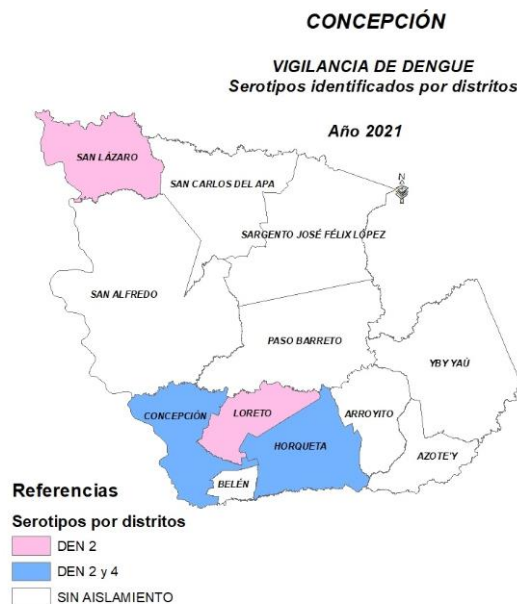 CONCEPCIÓN
VIGILANCIA DE DENGUE
Serotipos identificados por distritos
Año 2021
N
SAN LÁZARO
SAN CARLOS DEL APA
SARGENTO JOSÉ FÉLIX LÓPEZ
SAN ALFREDO
PASO BARRETO
YBY YAÚ
CONCEPCIÓN
LORETO
ARROYITO
HORQUETA
AZOTE'Y
BELÉN
Referencias
Serotipos por distritos
DEN 2
DEN 2 y 4
SIN AISLAMIENTO